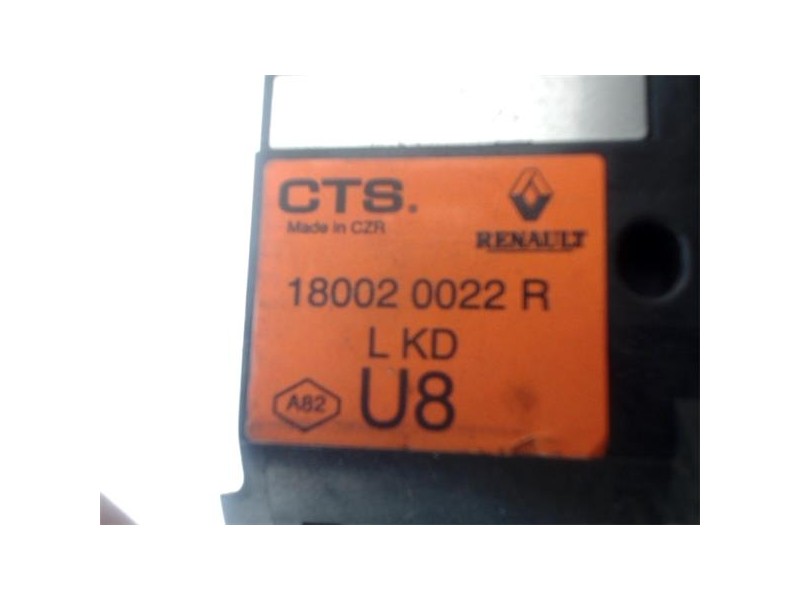 CTS.
Made in CZR
RENAULT
18002 0022 R
L KD
A82
U8